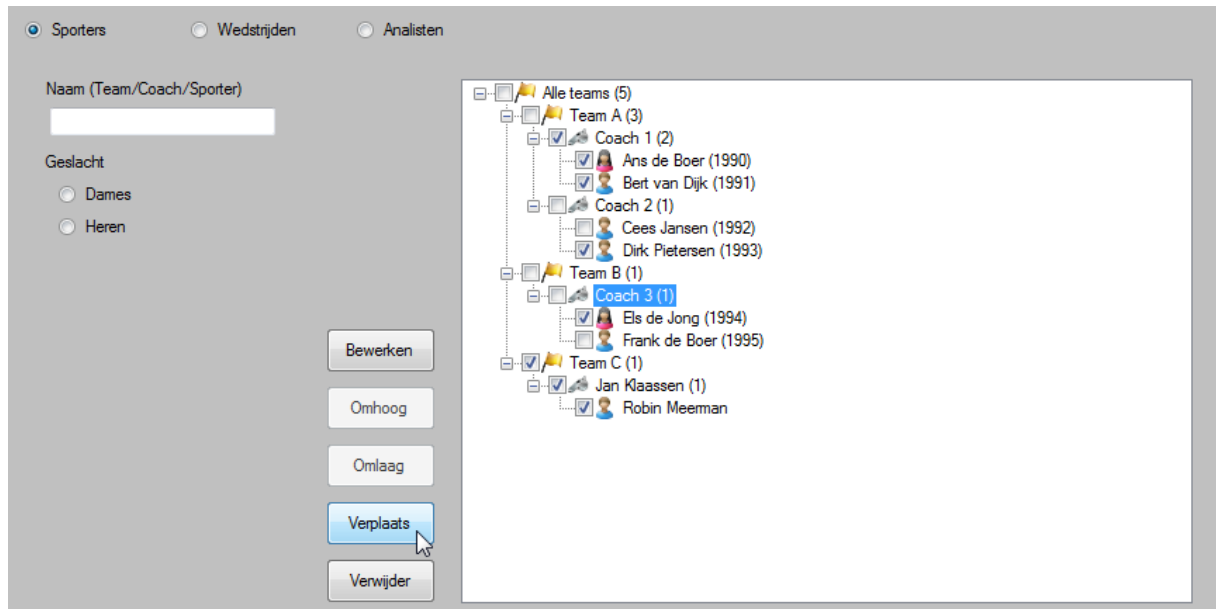 Sporters
Wedstrijden
Analisten
Naam (Team/Coach/Sporter)
Geslacht
Dames
Heren
Bewerken
Omhoog
Omlaag
Verplaats
Verwijder
Alle teams (5)
Team A (3)
Coach 1 (2)
Ans de Boer (1990)
Bert van Dijk (1991)
Coach 2 (1)
Cees Jansen (1992)
Dirk Pietersen (1993)
Team B (1)
Coach 3 (1)
Els de Jong (1994)
Frank de Boer (1995)
Team C (1)
Jan Klaassen (1)
Robin Meerman